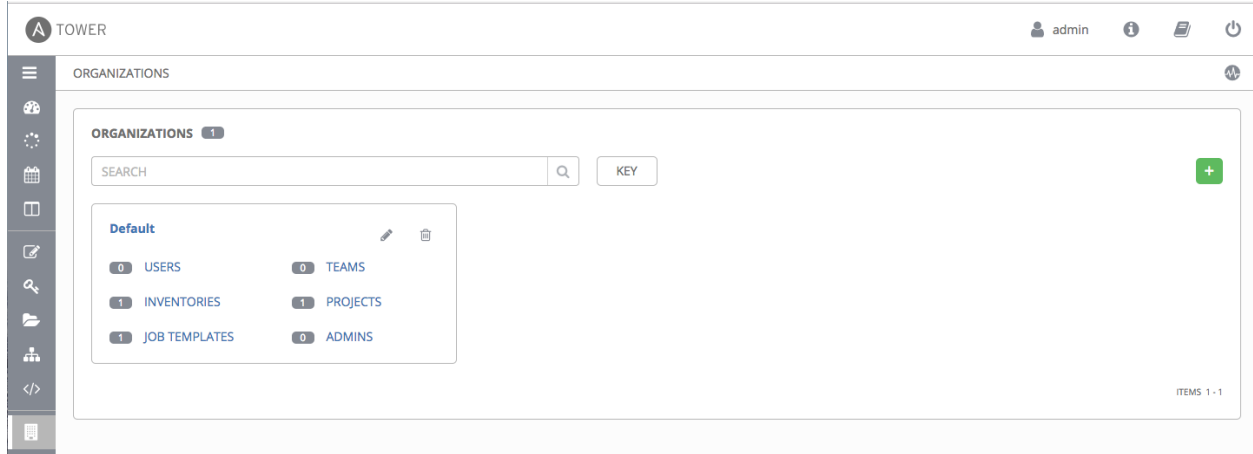 A TOWER admin
ORGANIZATIONS
ORGANIZATIONS 1
SEARCH KEY +
Default
0 USERS 0 TEAMS
1 INVENTORIES 1 PROJECTS
1 JOB TEMPLATES 0 ADMINS
ITEMS 1 - 1